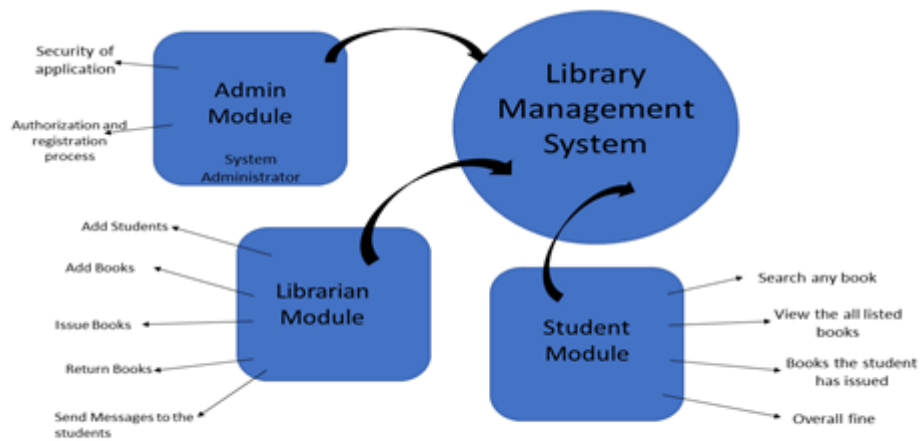 Security of
application
Authorization and
registration
process
Admin
Module
System
Administrator
Library
Management
System
Add Students
Add Books
Issue Books
Return Books
Send Messages to the
students
Librarian
Module
Student
Module
Search any book
View the all listed
books
Books the student
has issued
Overall fine